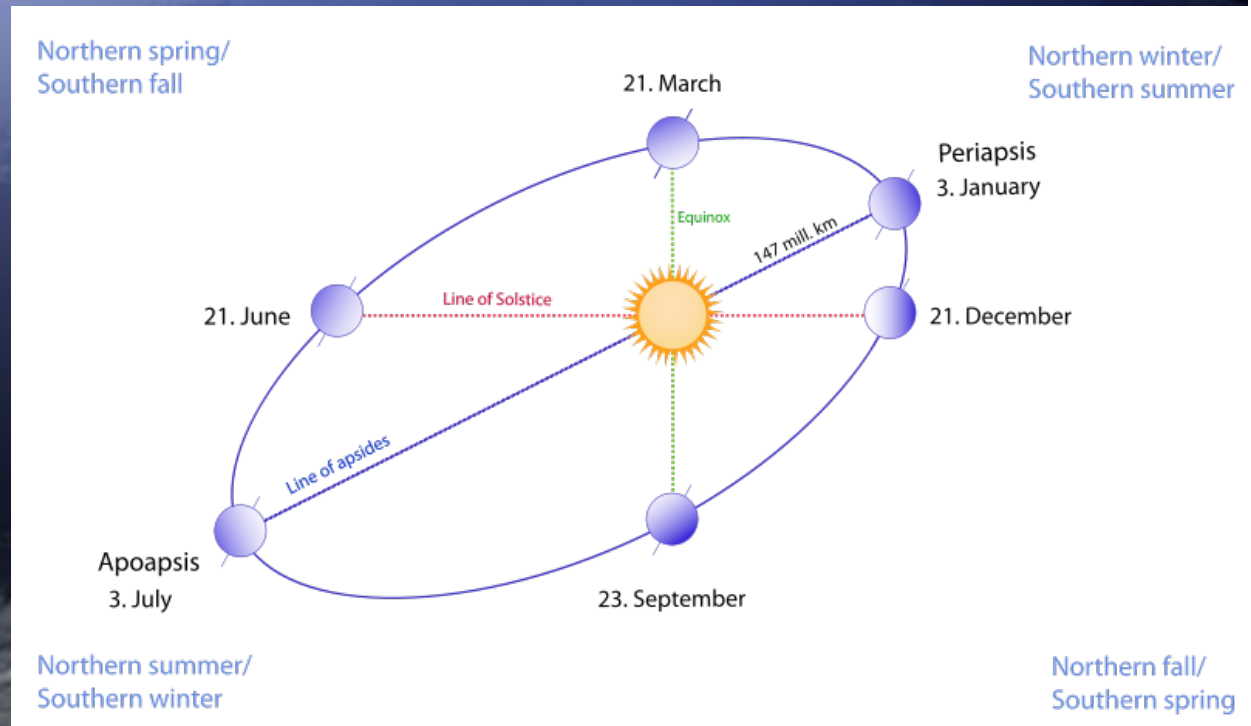 Northern spring/
Southern fall
Northern winter/
Southern summer
21. March
Periapsis
3. January
Equinox
147 mill. km
21. June
Line of Solstice
21. December
Line of apsides
Apoapsis
3. July
23. September
Northern summer/
Southern winter
Northern fall/
Southern spring